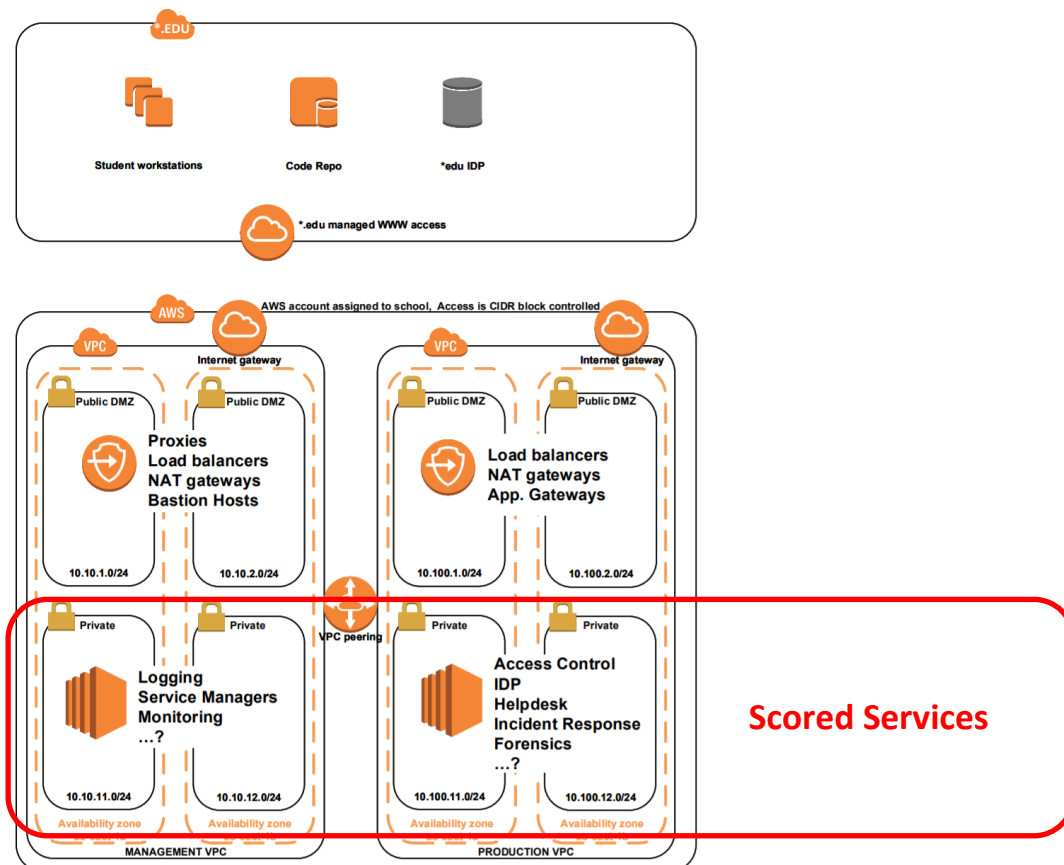 *.EDU
Student workstations
Code Repo
*edu IDP
*.edu managed WWW access
AWS account assigned to school, Access is CIDR block controlled
AWS
VPC
Internet gateway
VPC
Internet gateway
Public DMZ
Public DMZ
Public DMZ
Public DMZ
Proxies
Load balancers
NAT gateways
Bastion Hosts
Load balancers
NAT gateways
App. Gateways
10.10.1.0/24
10.10.2.0/24
10.100.1.0/24
10.100.2.0/24
VPC peering
Private
Private
Private
Private
Logging
Service Managers
Monitoring
...?
Access Control
IDP
Helpdesk
Incident Response
Forensics
...?
Scored Services
10.10.11.0/24
10.10.12.0/24
10.100.11.0/24
10.100.12.0/24
Availability zone
Availability zone
Availability zone
Availability zone
MANAGEMENT VPC
PRODUCTION VPC